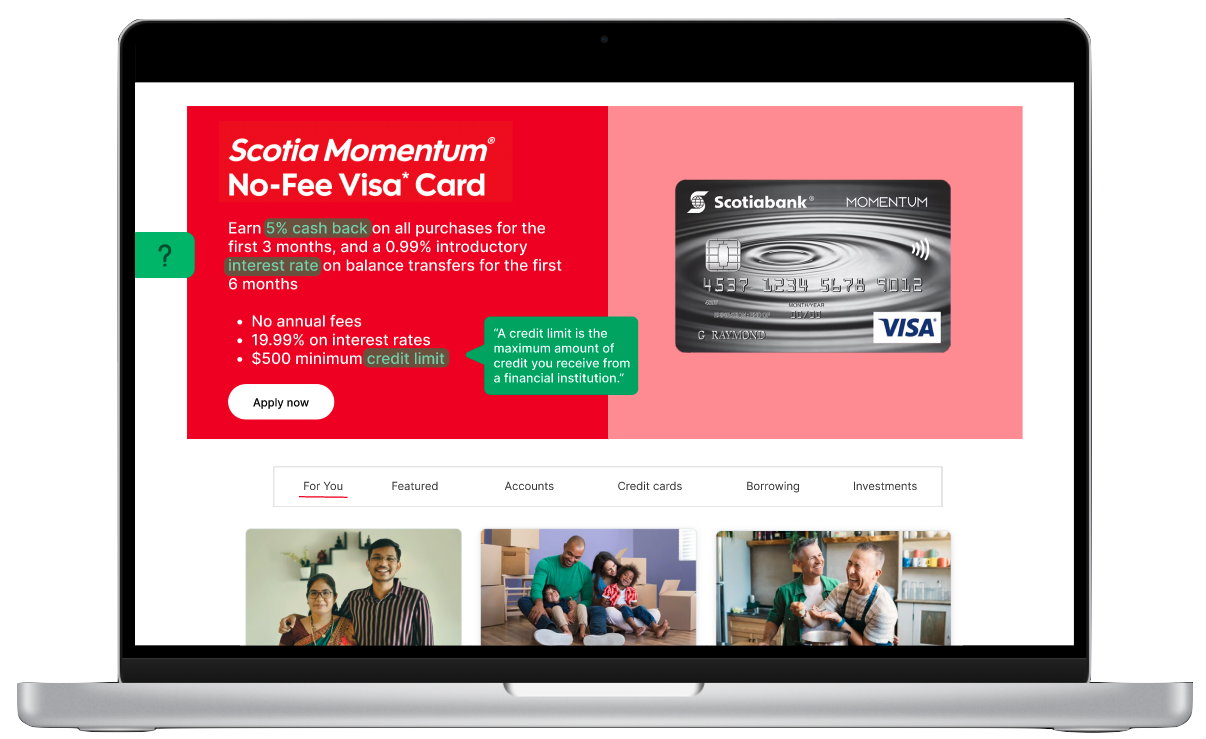 Scotia Momentum®
No-Fee Visa* Card
Earn 5% cash back on all purchases for the
first 3 months, and a 0.99% introductory
interest rate on balance transfers for the first
6 months
?
• No annual fees
• 19.99% on interest rates
• $500 minimum credit limit
“A credit limit is the
maximum amount of
credit you receive from
a financial institution.”
Apply now
Scotiabank® MOMENTUM
4537 1234 5678 9012
4537
MONTH/YEAR
00/00
G RAYMOND
VISA
For You Featured Accounts Credit cards Borrowing Investments